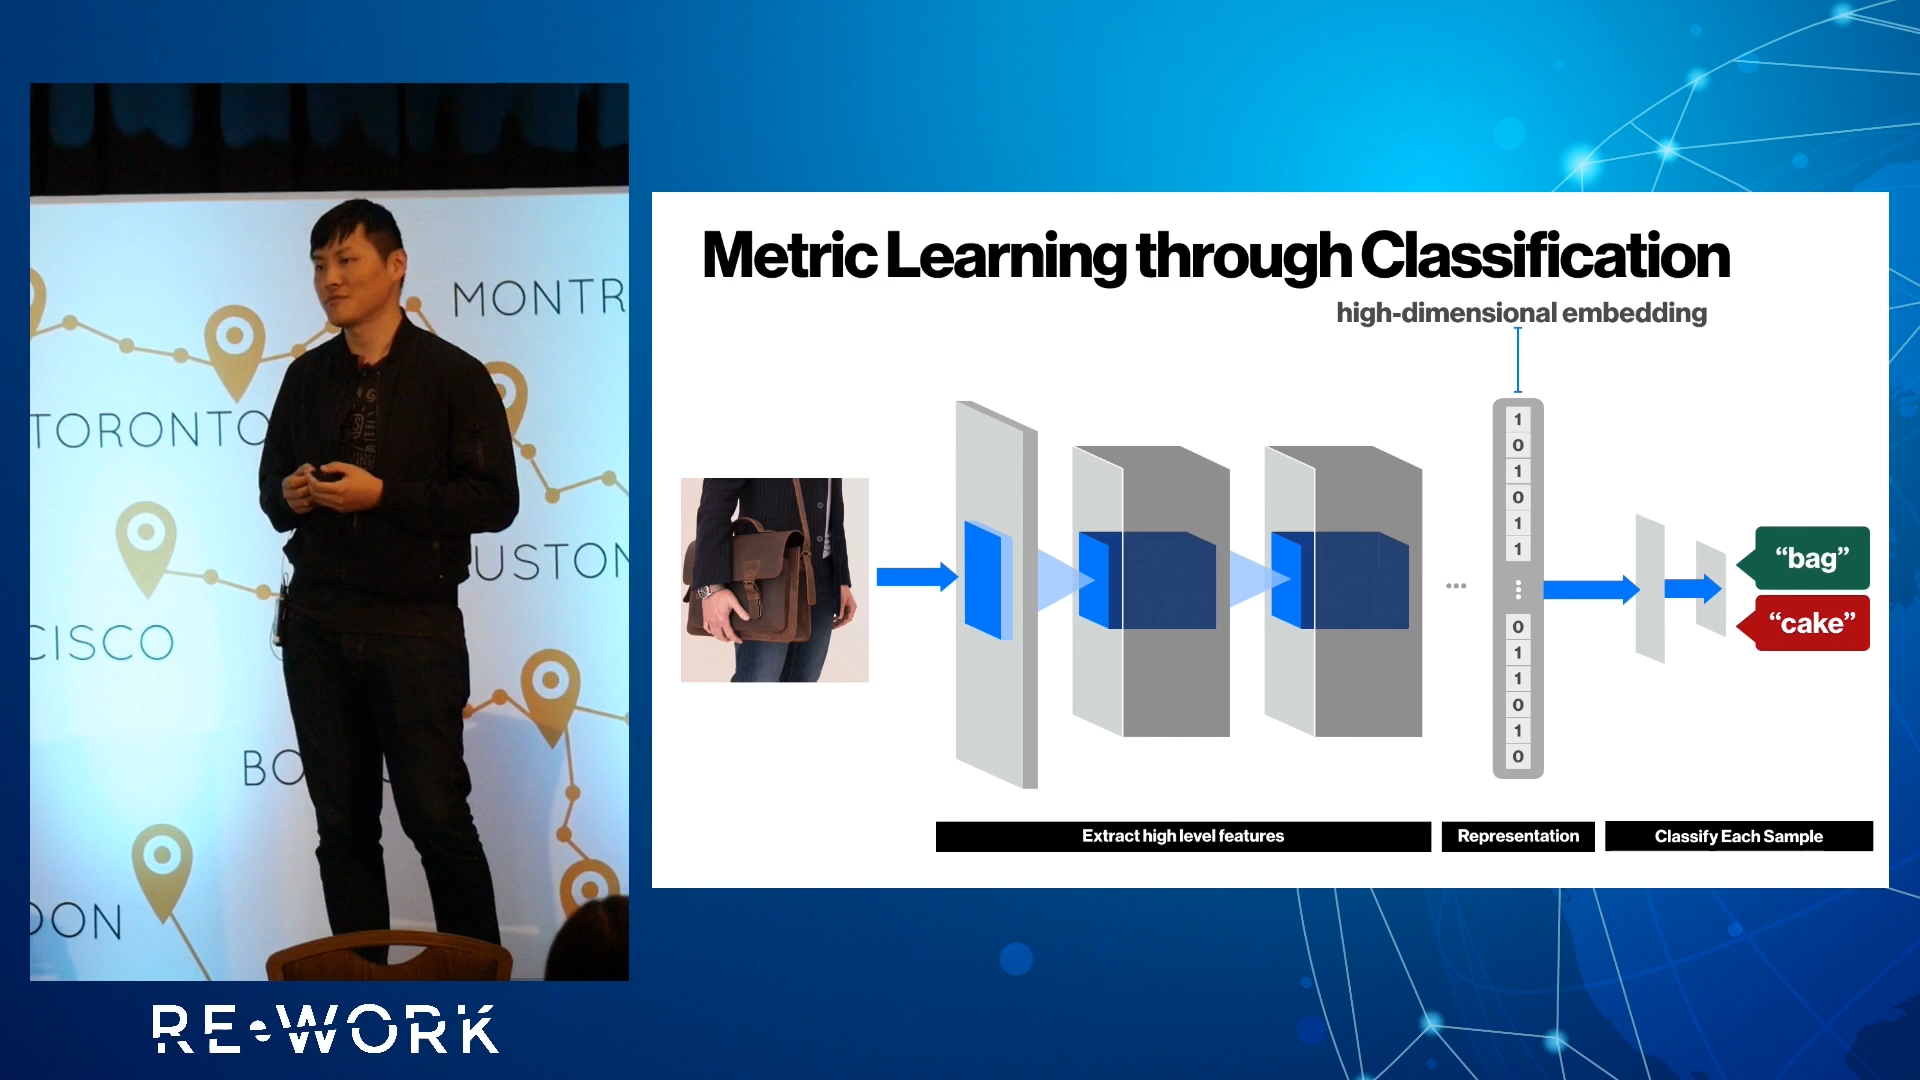 MONTR
TORONTO
USTON
CISCO
BO
DON
RE•WORK
Metric Learning through Classification
high-dimensional embedding
1
0
1
0
1
1
0
1
1
0
1
0
...
"bag"
"cake"
Extract high level features
Representation
Classify Each Sample